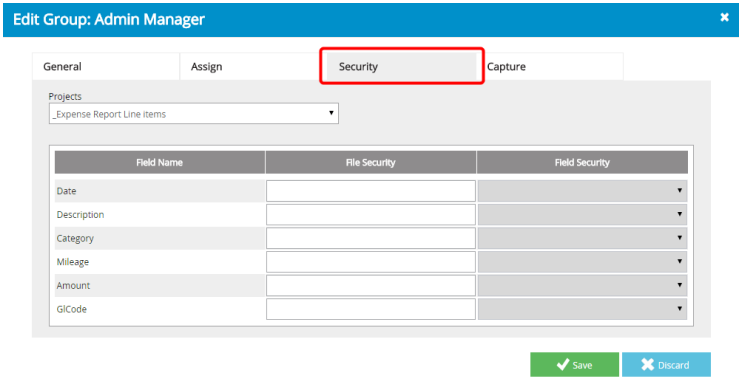 Edit Group: Admin Manager
General Assign Security Capture
Projects
_Expense Report Line items
Field Name File Security Field Security
Date
Description
Category
Mileage
Amount
GlCode
Save Discard